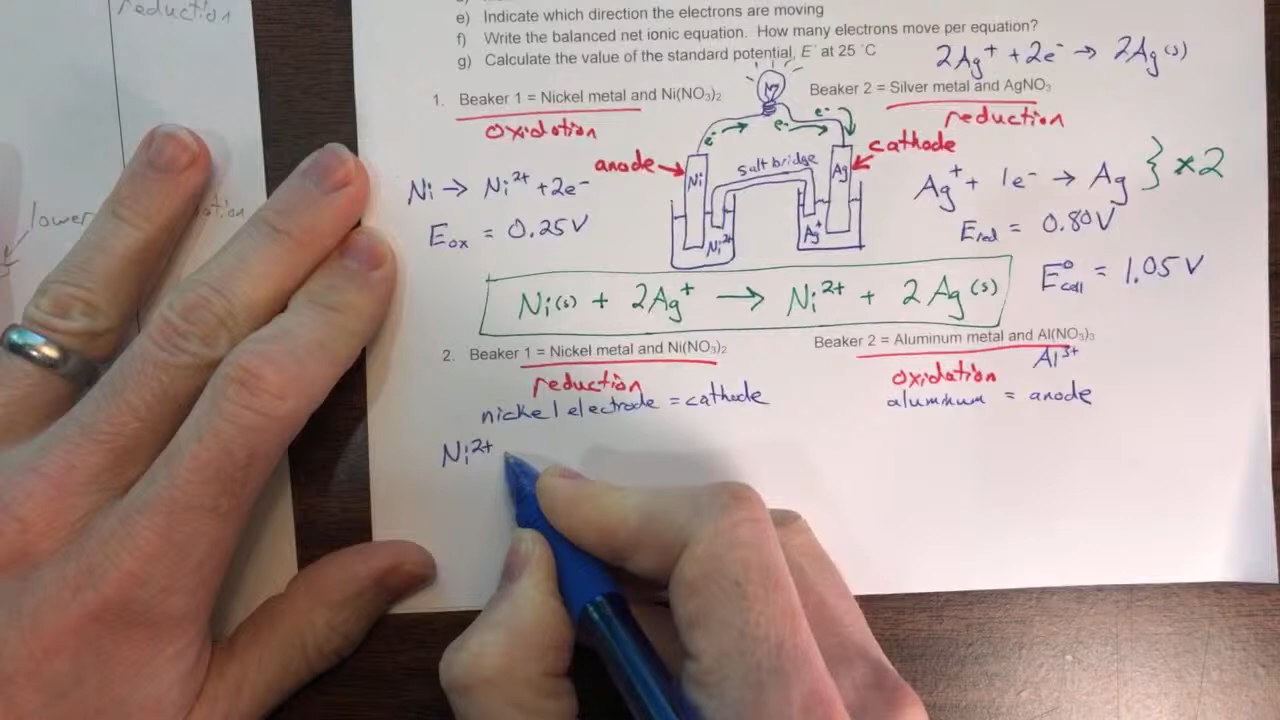 reduction
lower
e) Indicate which direction the electrons are moving
f) Write the balanced net ionic equation. How many electrons move per equation?
g) Calculate the value of the standard potential, E° at 25 °C
2Ag⁺ + 2e⁻ → 2Ag(s)
1. Beaker 1 = Nickel metal and Ni(NO₃)₂
Beaker 2 = Silver metal and AgNO₃
oxidation
reduction
e⁻ e⁻ e⁻
anode
cathode
salt bridge
Ni
Ag
Ni²⁺
Ag⁺
Ni → Ni²⁺ + 2e⁻
Ag⁺ + 1e⁻ → Ag } ×2
Eox = 0.25V
Ered = 0.80V
E°cell = 1.05 V
Ni(s) + 2Ag⁺ → Ni²⁺ + 2Ag(s)
2. Beaker 1 = Nickel metal and Ni(NO₃)₂
Beaker 2 = Aluminum metal and Al(NO₃)₃
Al³⁺
reduction
oxidation
nickel electrode = cathode
aluminum = anode
Ni²⁺